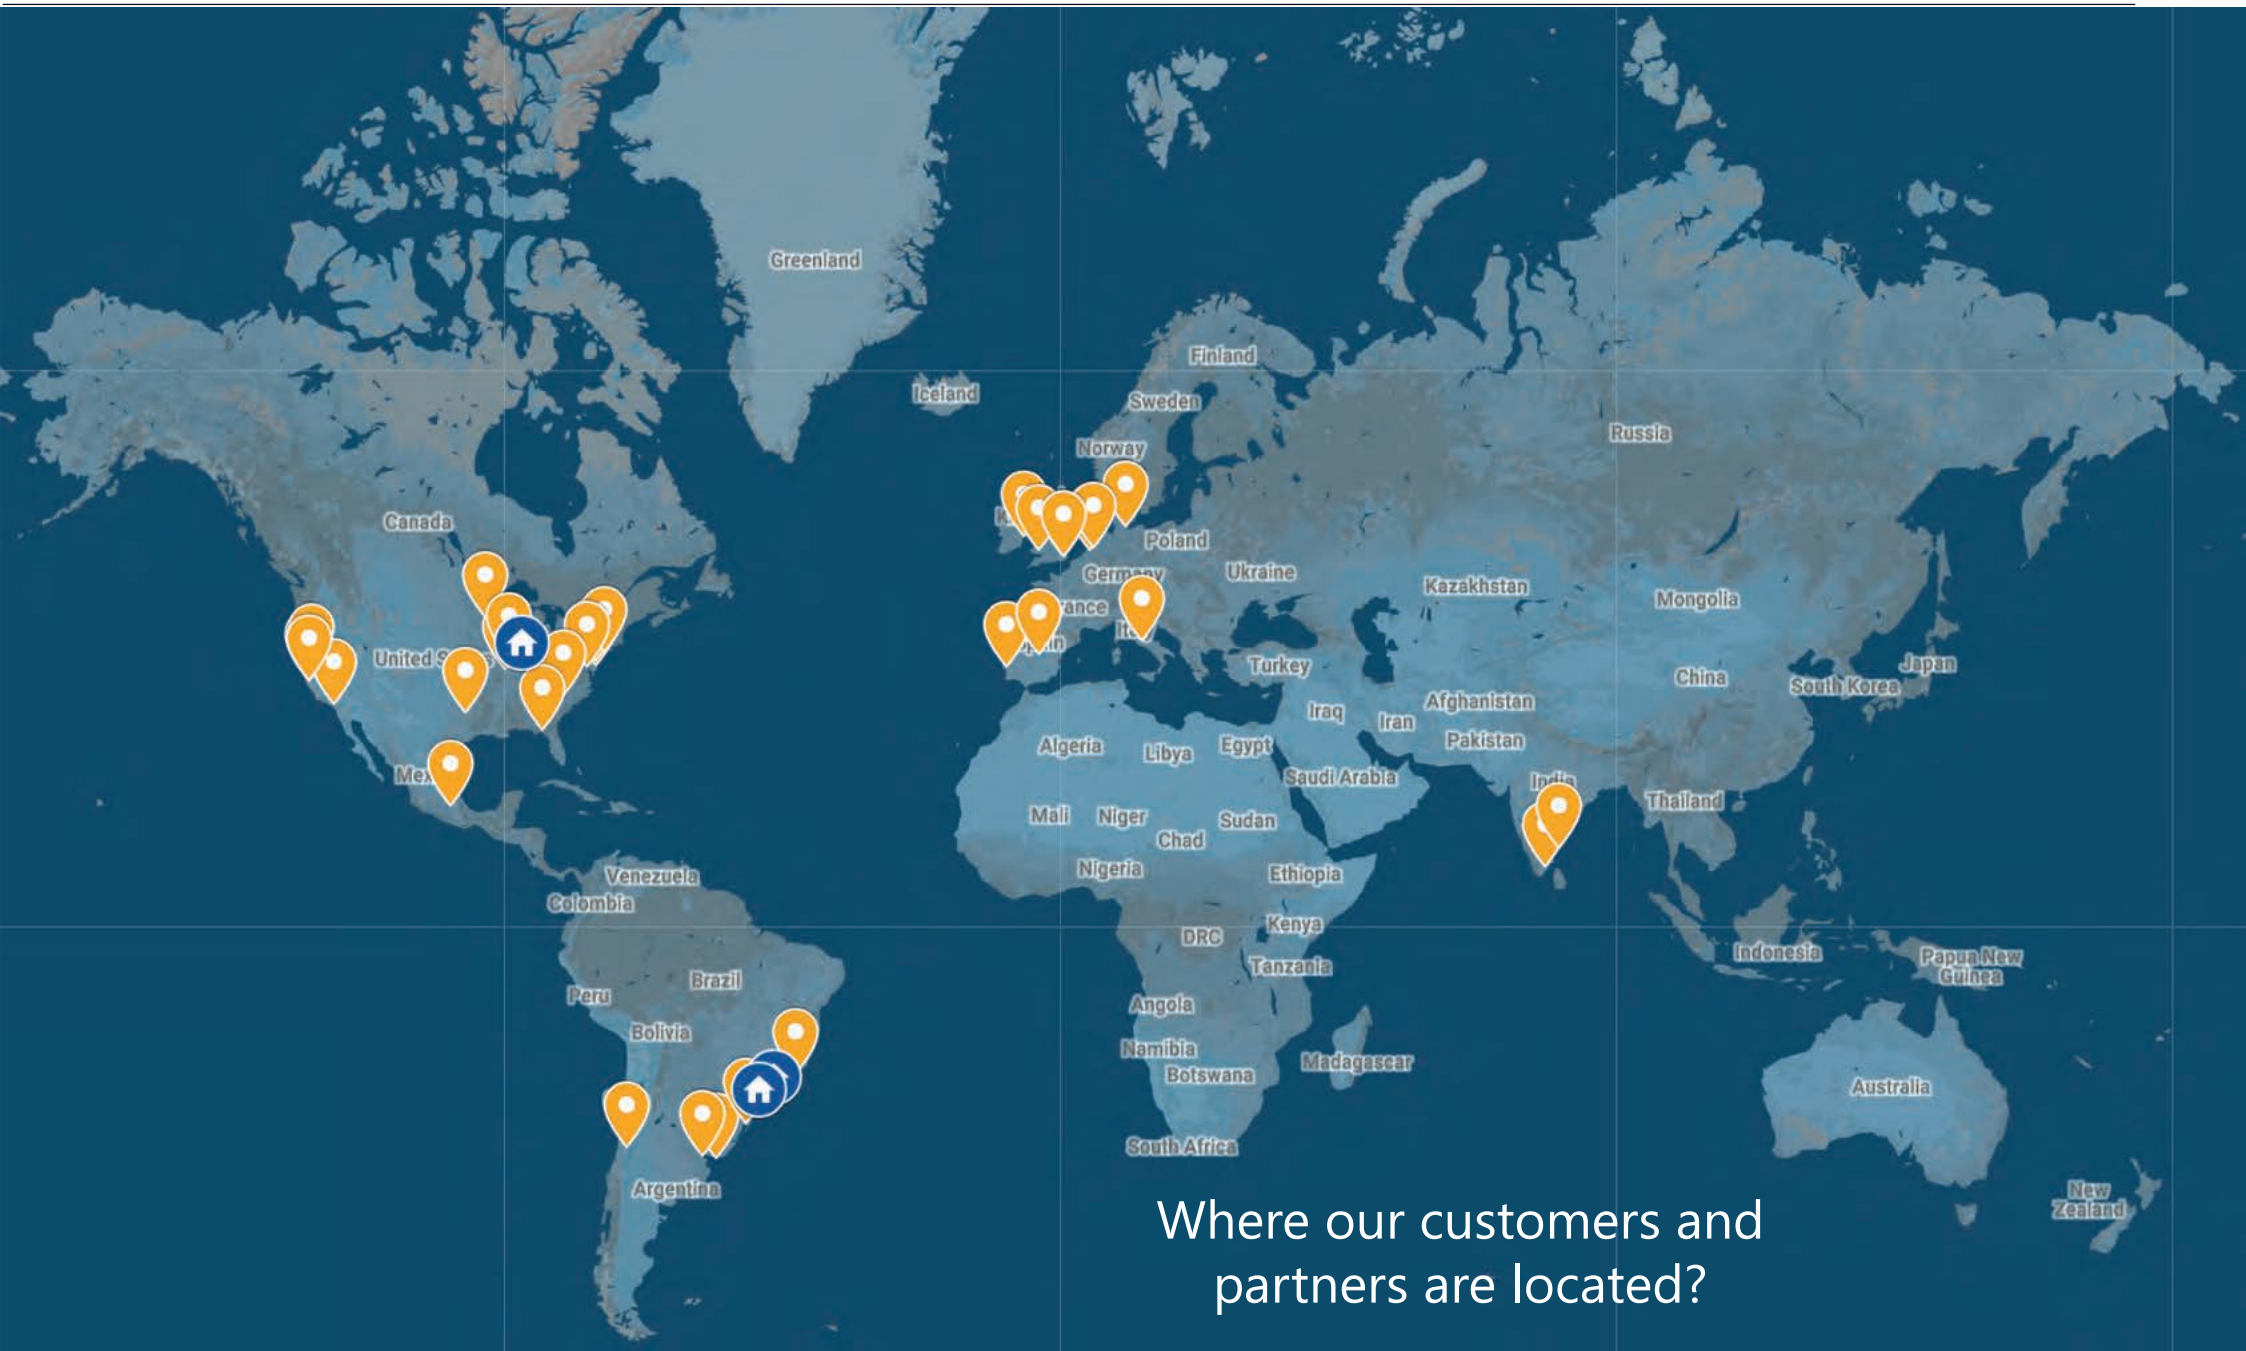 Greenland
Finland
Iceland
Sweden
Russia
Norway
Canada
Poland
Germany
Ukraine
Kazakhstan
Mongolia
United
Turkey
China
Japan
South Korea
Afghanistan
Iraq
Iran
Pakistan
Algeria
Libya
Egypt
Saudi Arabia
India
Thailand
Mali
Niger
Sudan
Chad
Nigeria
Ethiopia
Venezuela
Colombia
Kenya
DRC
Indonesia
Papua New
Guinea
Tanzania
Brazil
Peru
Angola
Bolivia
Namibia
Madagascar
Botswana
Australia
South Africa
Argentina
New
Zealand
Where our customers and
partners are located?